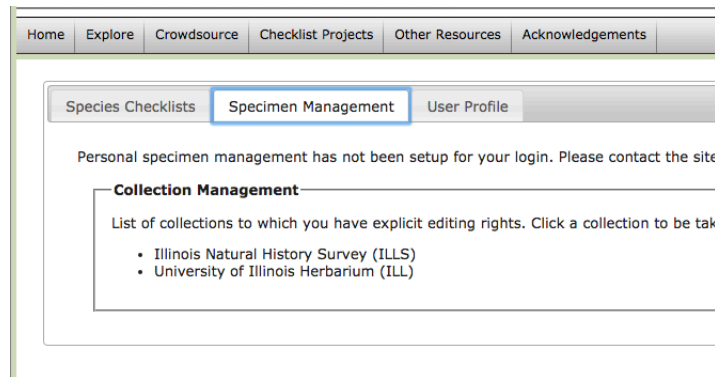 Home Explore Crowdsource Checklist Projects Other Resources Acknowledgements
Species Checklists Specimen Management User Profile
Personal specimen management has not been setup for your login. Please contact the site
Collection Management
List of collections to which you have explicit editing rights. Click a collection to be tak
• Illinois Natural History Survey (ILLS)
• University of Illinois Herbarium (ILL)